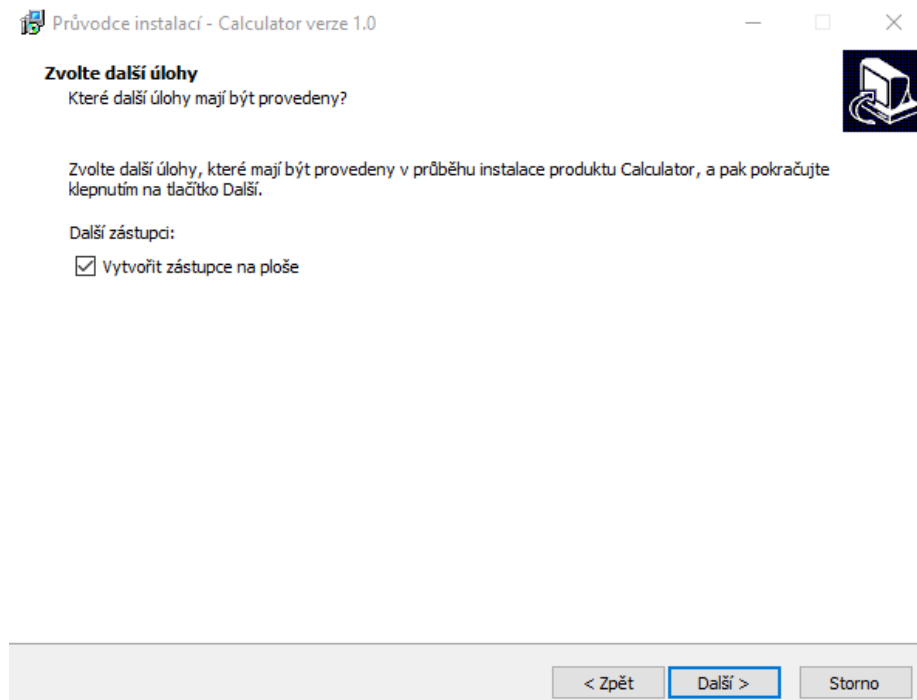 Průvodce instalací - Calculator verze 1.0
Zvolte další úlohy
Které další úlohy mají být provedeny?
Zvolte další úlohy, které mají být provedeny v průběhu instalace produktu Calculator, a pak pokračujte
klepnutím na tlačítko Další.
Další zástupci:
Vytvořit zástupce na ploše
< Zpět
Další >
Storno